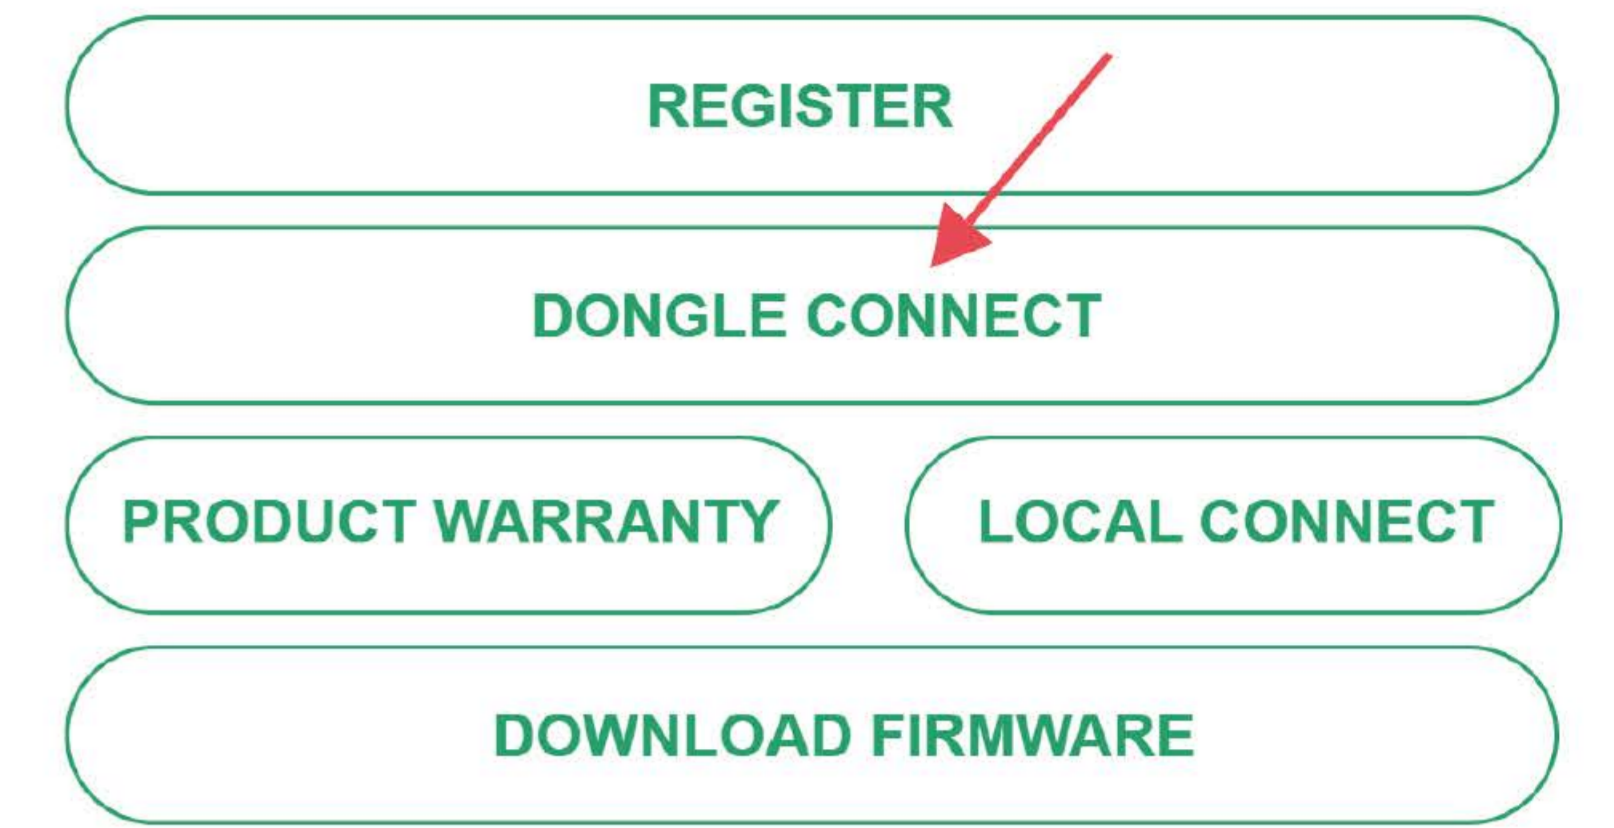 REGISTER
DONGLE CONNECT
PRODUCT WARRANTY
LOCAL CONNECT
DOWNLOAD FIRMWARE